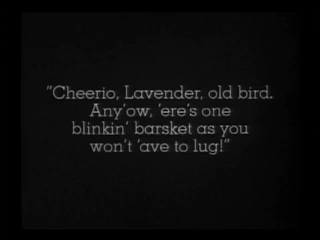 "Cheerio, Lavender, old bird.
Any'ow, 'ere's one
blinkin' barsket as you
won't 'ave to lug!"